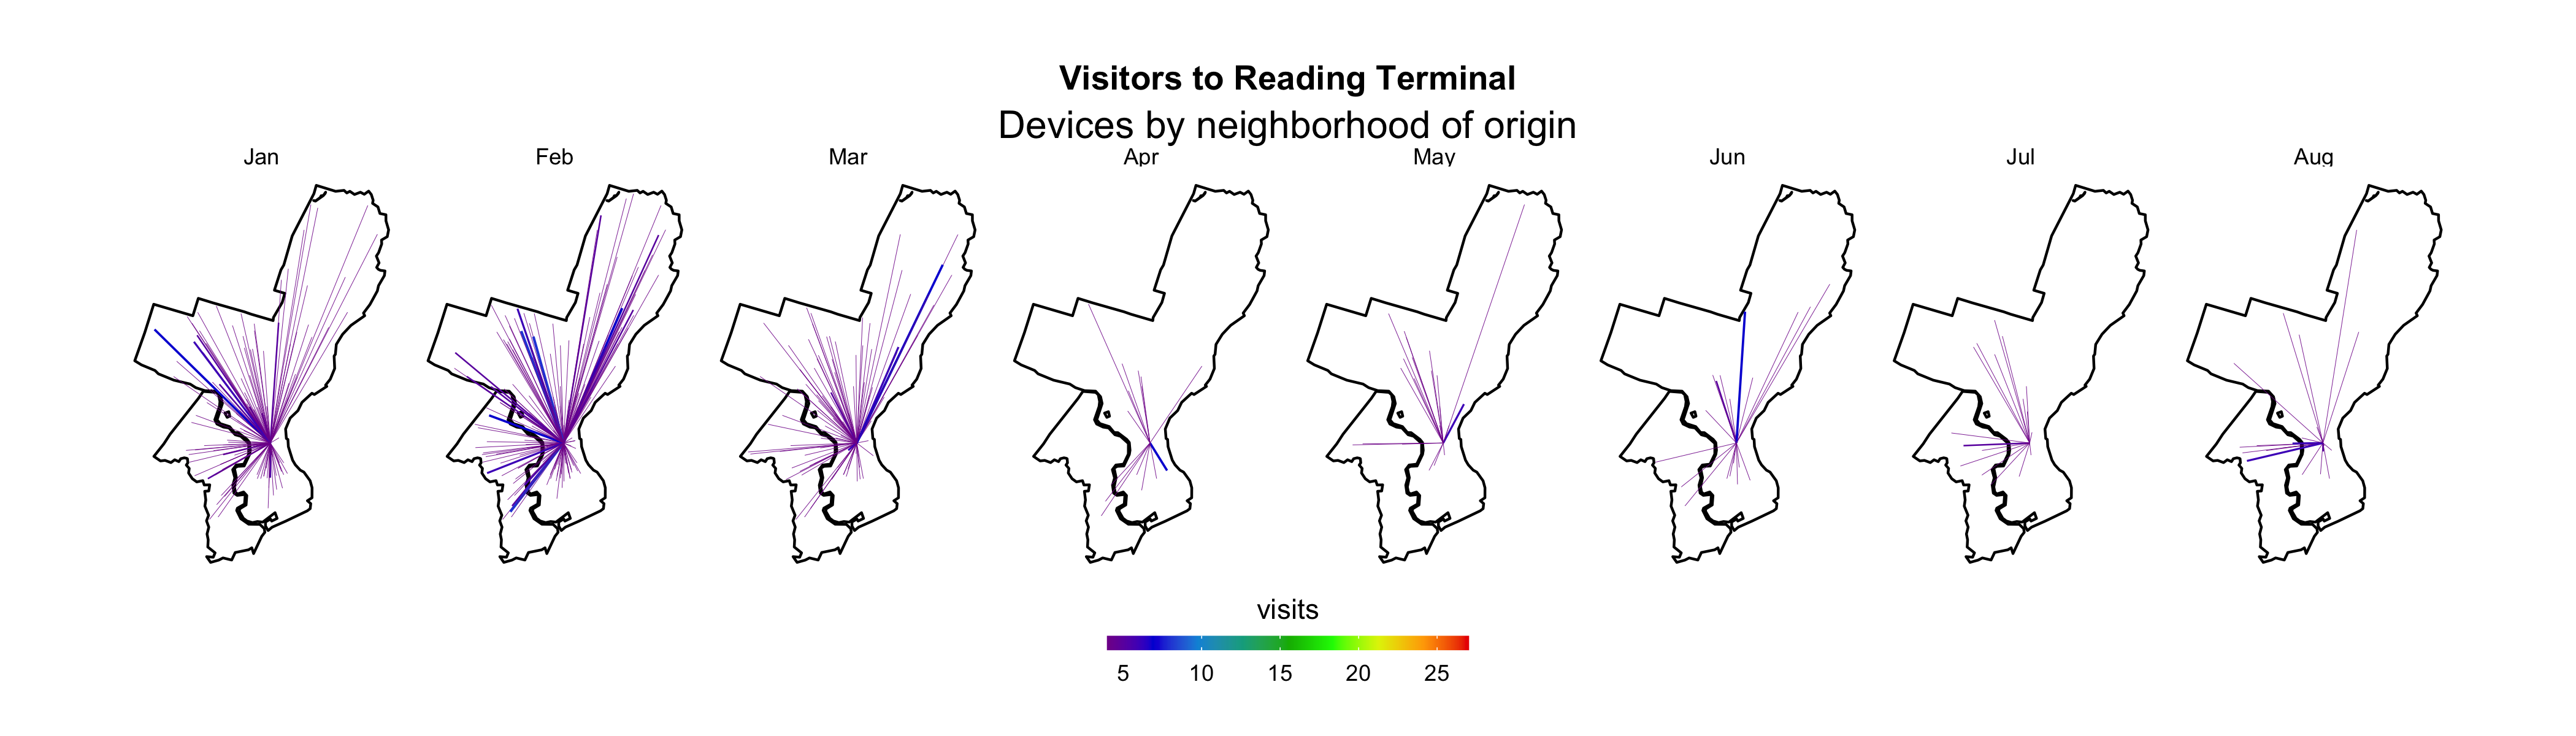 Visitors to Reading Terminal
Devices by neighborhood of origin
Jan Feb Mar Apr May Jun Jul Aug
visits
5 10 15 20 25